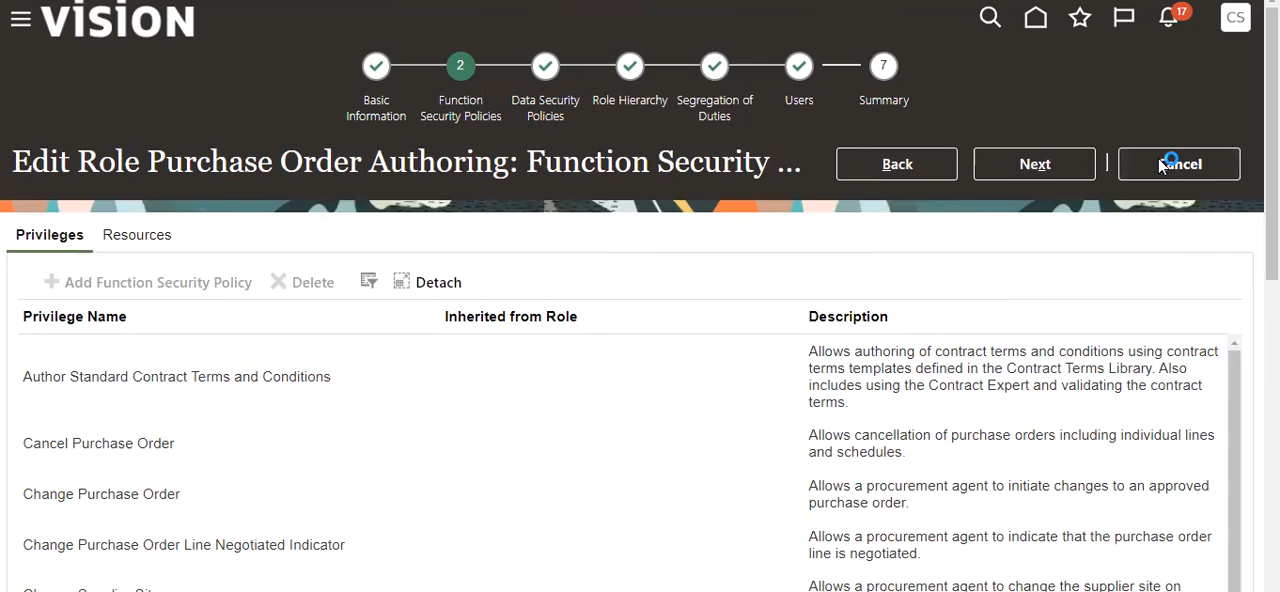 VISION
17
CS
2
7
Basic Information
Function Security Policies
Data Security Policies
Role Hierarchy
Segregation of Duties
Users
Summary
Edit Role Purchase Order Authoring: Function Security ...
Back
Next
Privileges
Resources
Add Function Security Policy
Delete
Detach
Privilege Name
Inherited from Role
Description
Author Standard Contract Terms and Conditions
Allows authoring of contract terms and conditions using contract
terms templates defined in the Contract Terms Library. Also
includes using the Contract Expert and validating the contract
terms.
Cancel Purchase Order
Allows cancellation of purchase orders including individual lines
and schedules.
Change Purchase Order
Allows a procurement agent to initiate changes to an approved
purchase order.
Change Purchase Order Line Negotiated Indicator
Allows a procurement agent to indicate that the purchase order
line is negotiated.
Allows a procurement agent to change the supplier site on